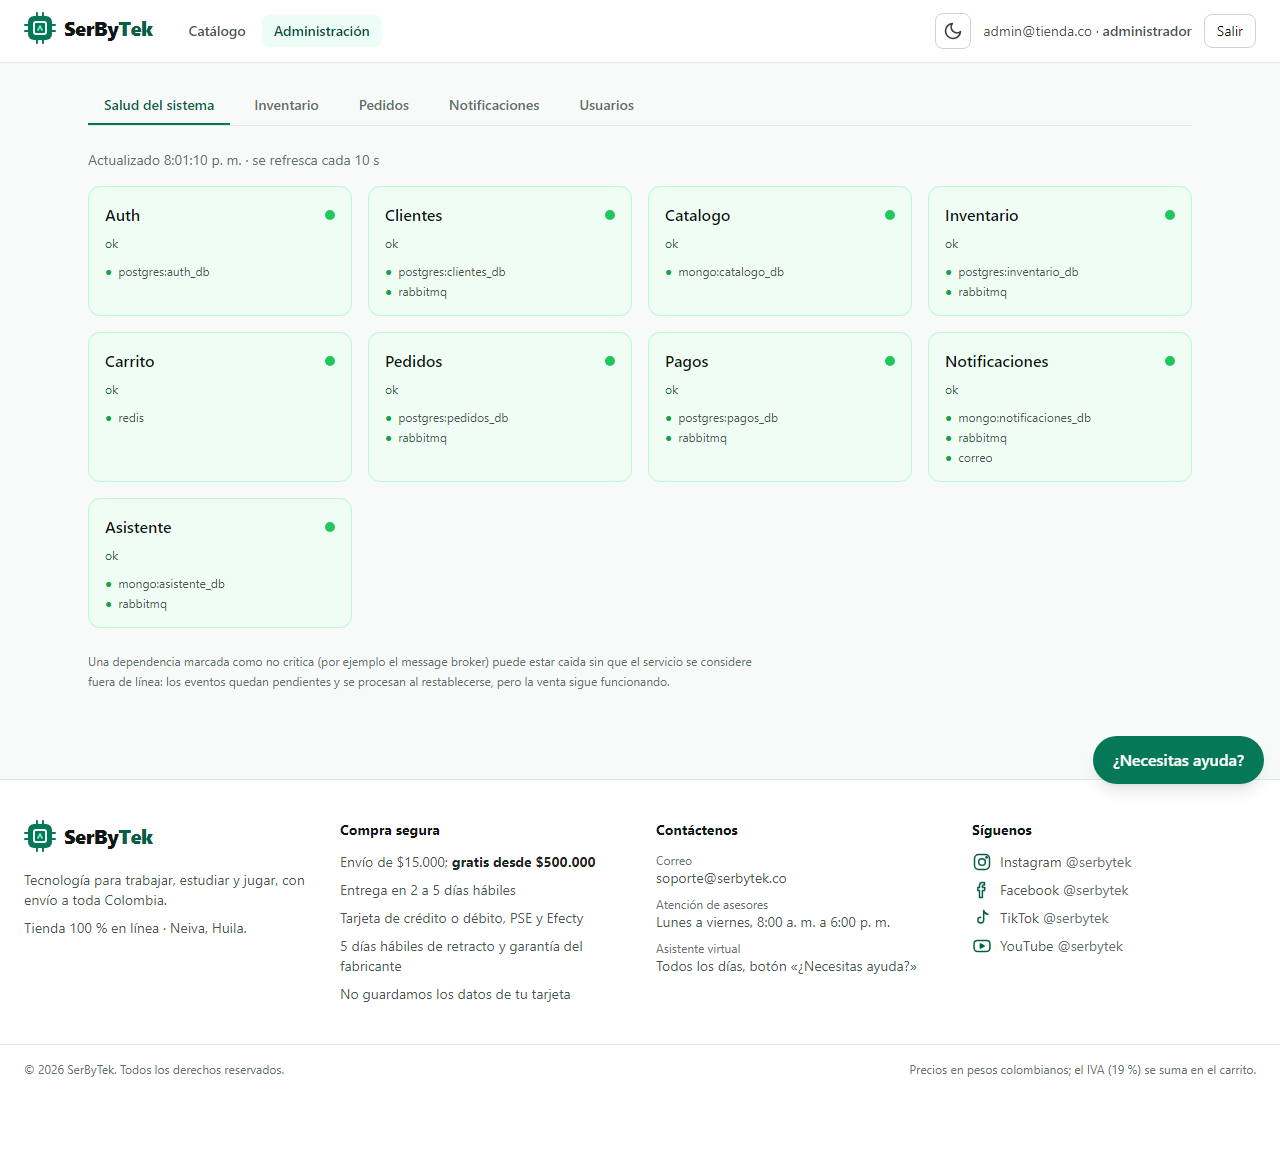 SerByTek
Catálogo
Administración
admin@tienda.co · administrador
Salir
Salud del sistema
Inventario
Pedidos
Notificaciones
Usuarios
Actualizado 8:01:10 p. m. · se refresca cada 10 s
Auth
ok
postgres:auth_db
Clientes
ok
postgres:clientes_db
rabbitmq
Catalogo
ok
mongo:catalogo_db
Inventario
ok
postgres:inventario_db
rabbitmq
Carrito
ok
redis
Pedidos
ok
postgres:pedidos_db
rabbitmq
Pagos
ok
postgres:pagos_db
rabbitmq
Notificaciones
ok
mongo:notificaciones_db
rabbitmq
correo
Asistente
ok
mongo:asistente_db
rabbitmq
Una dependencia marcada como no critica (por ejemplo el message broker) puede estar caida sin que el servicio se considere
fuera de línea: los eventos quedan pendientes y se procesan al restablecerse, pero la venta sigue funcionando.
¿Necesitas ayuda?
SerByTek
Tecnología para trabajar, estudiar y jugar, con
envío a toda Colombia.
Tienda 100 % en línea · Neiva, Huila.
Compra segura
Envío de $15.000; gratis desde $500.000
Entrega en 2 a 5 días hábiles
Tarjeta de crédito o débito, PSE y Efecty
5 días hábiles de retracto y garantía del
fabricante
No guardamos los datos de tu tarjeta
Contáctenos
Correo
soporte@serbytek.co
Atención de asesores
Lunes a viernes, 8:00 a. m. a 6:00 p. m.
Asistente virtual
Todos los días, botón «¿Necesitas ayuda?»
Síguenos
Instagram @serbytek
Facebook @serbytek
TikTok @serbytek
YouTube @serbytek
© 2026 SerByTek. Todos los derechos reservados.
Precios en pesos colombianos; el IVA (19 %) se suma en el carrito.